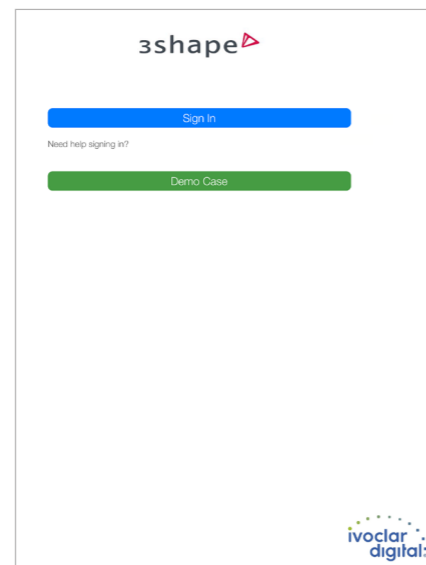 3shape
Sign In
Need help signing in?
Demo Case
ivoclar
digital: